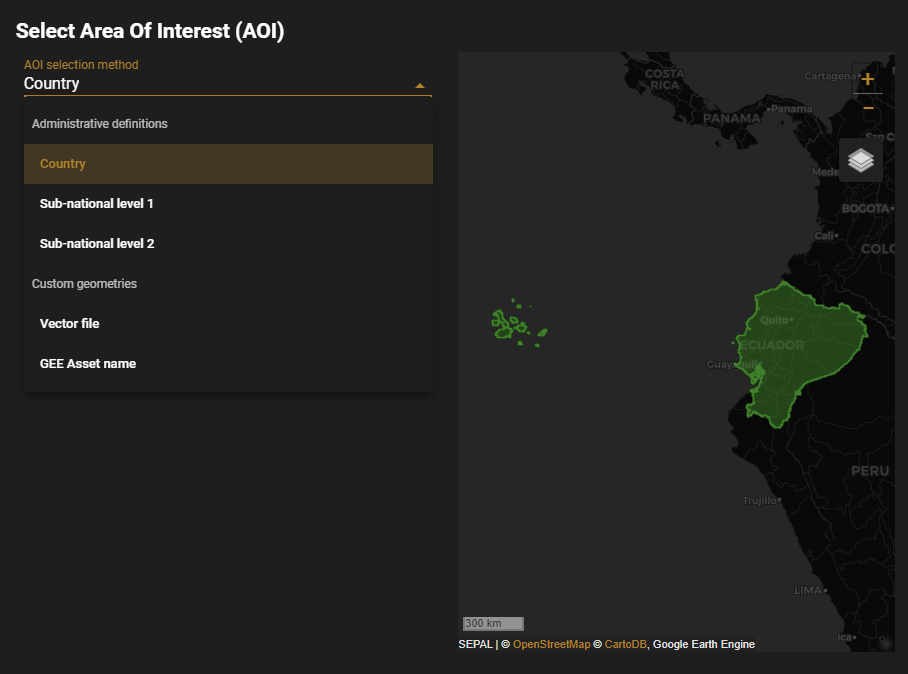 Select Area Of Interest (AOI)
AOI selection method
Country
Administrative definitions
Country
Sub-national level 1
Sub-national level 2
Custom geometries
Vector file
GEE Asset name
COSTA
RICA
Cartagena
+
PANAMA
Panama
−
San C
Mede
BOGOTA
Cali
COLO
Quito
ECUADOR
Guayaquil
PERU
Trujillo
LIMA
Ica
300 km
SEPAL | © OpenStreetMap © CartoDB, Google Earth Engine